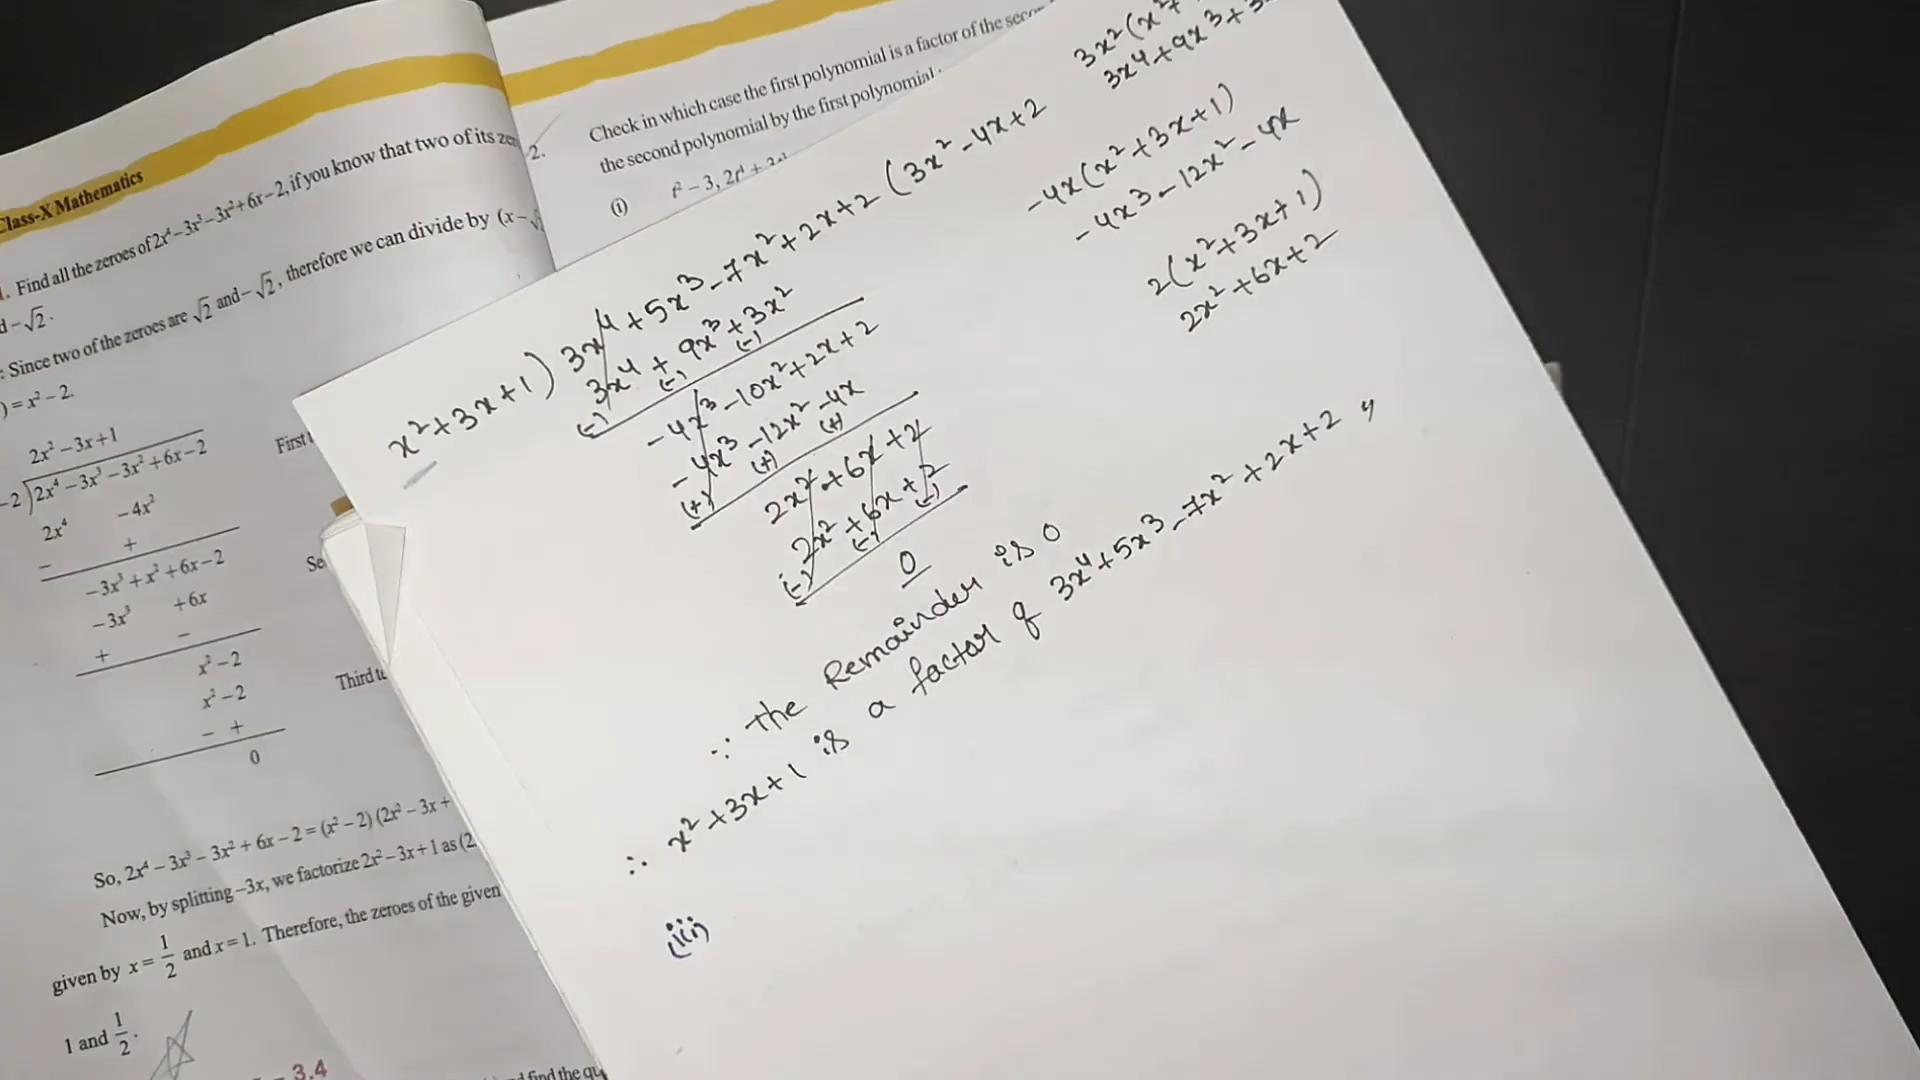 Class-X Mathematics
Find all the zeroes of 2x⁴ – 3x³ – 3x² + 6x – 2, if you know that two of its
– √2.
: Since two of the zeroes are √2 and – √2, therefore we can divide by (x –
) = x² – 2.
2x² – 3x + 1
2x⁴ – 3x³ – 3x² + 6x – 2
2x⁴ – 4x²
– +
– 3x³ + x² + 6x – 2
– 3x³ + 6x
+ –
x² – 2
x² – 2
– +
0
First
Third
So, 2x⁴ – 3x³ – 3x² + 6x – 2 = (x² – 2) (2x² – 3x +
Now, by splitting –3x, we factorize 2x² – 3x + 1 as (2
given by x = 1/2 and x = 1. Therefore, the zeroes of the given
1 and 1/2.
3.4
find the
2.
Check in which case the first polynomial is a factor of the
the second polynomial by the first polynomial
(i) t² – 3, 2t⁴ +
x²+3x+1) 3x⁴+5x³-7x²+2x+2 (3x²-4x+2
3x⁴+9x³+3x²
(-) (-) (-)
-4x³-10x²+2x+2
-4x³-12x²-4x
(+) (+) (+)
2x²+6x+2
2x²+6x+2
(-) (-) (-)
0
3x²(x²+
3x⁴+9x³+3
-4x(x²+3x+1)
-4x³-12x²-4x
2(x²+3x+1)
2x²+6x+2
∵ the Remainder is 0
∴ x²+3x+1 is a factor of 3x⁴+5x³-7x²+2x+2 〃
(iii)